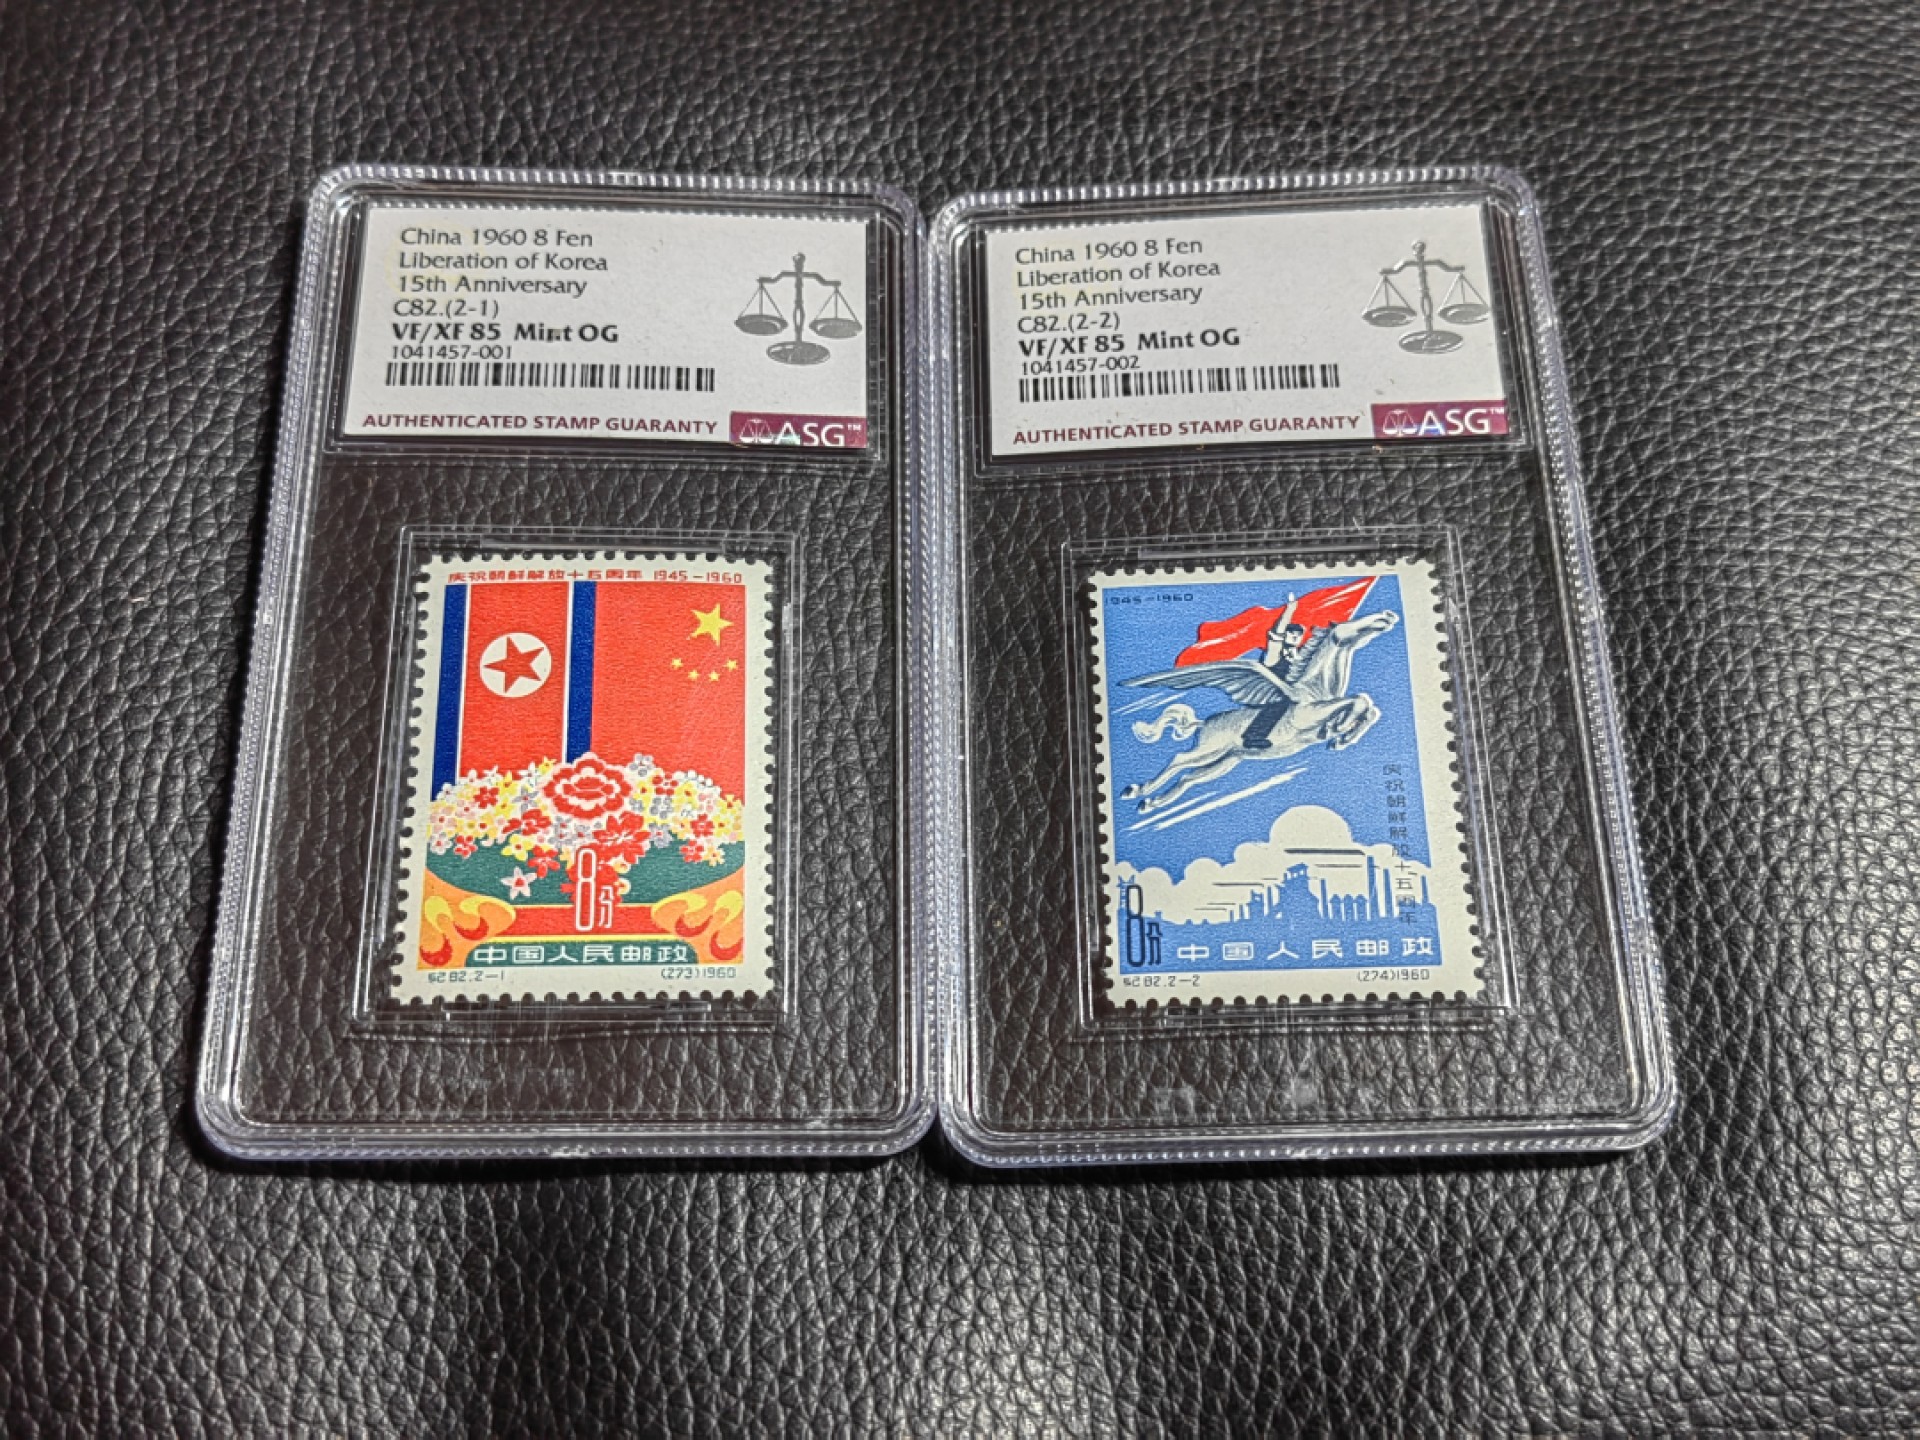 China 1960 8 Fen
Liberation of Korea
15th Anniversary
C82.(2-1)
VF/XF 85 Mint OG
1041457-001
AUTHENTICATED STAMP GUARANTY
ASG™
庆祝朝鲜解放十五周年 1945-1960
8分
中国人民邮政
纪82.2-1
(273)1960
China 1960 8 Fen
Liberation of Korea
15th Anniversary
C82.(2-2)
VF/XF 85 Mint OG
1041457-002
AUTHENTICATED STAMP GUARANTY
ASG™
1945-1960
庆祝朝鲜解放十五周年
8分
中国人民邮政
纪82.2-2
(274)1960